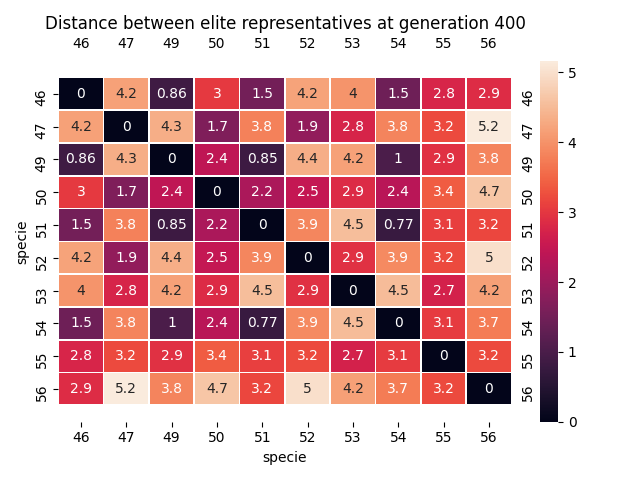 Distance between elite representatives at generation 400
46 47 49 50 51 52 53 54 55 56
46 0 4.2 0.86 3 1.5 4.2 4 1.5 2.8 2.9 46
47 4.2 0 4.3 1.7 3.8 1.9 2.8 3.8 3.2 5.2 47
49 0.86 4.3 0 2.4 0.85 4.4 4.2 1 2.9 3.8 49
50 3 1.7 2.4 0 2.2 2.5 2.9 2.4 3.4 4.7 50
51 1.5 3.8 0.85 2.2 0 3.9 4.5 0.77 3.1 3.2 51
52 4.2 1.9 4.4 2.5 3.9 0 2.9 3.9 3.2 5 52
53 4 2.8 4.2 2.9 4.5 2.9 0 4.5 2.7 4.2 53
54 1.5 3.8 1 2.4 0.77 3.9 4.5 0 3.1 3.7 54
55 2.8 3.2 2.9 3.4 3.1 3.2 2.7 3.1 0 3.2 55
56 2.9 5.2 3.8 4.7 3.2 5 4.2 3.7 3.2 0 56
46 47 49 50 51 52 53 54 55 56
specie
specie
5
4
3
2
1
0